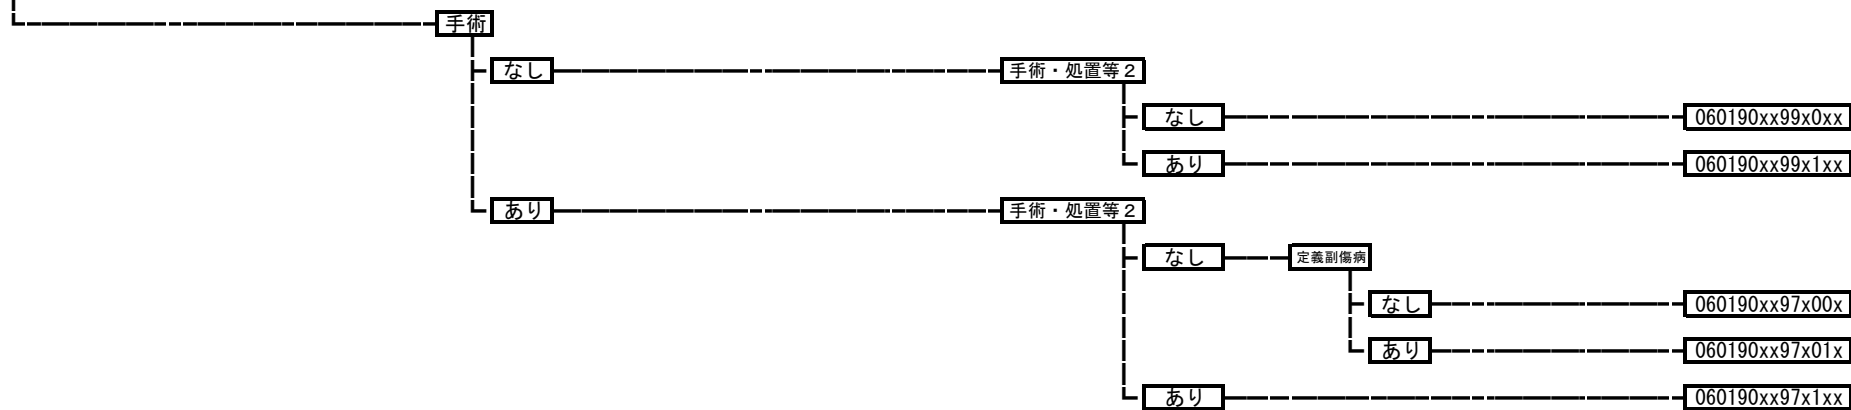 手術
なし 手術・処置等２
なし 060190xx99x0xx
あり 060190xx99x1xx
あり 手術・処置等２
なし 定義副傷病
なし 060190xx97x00x
あり 060190xx97x01x
あり 060190xx97x1xx